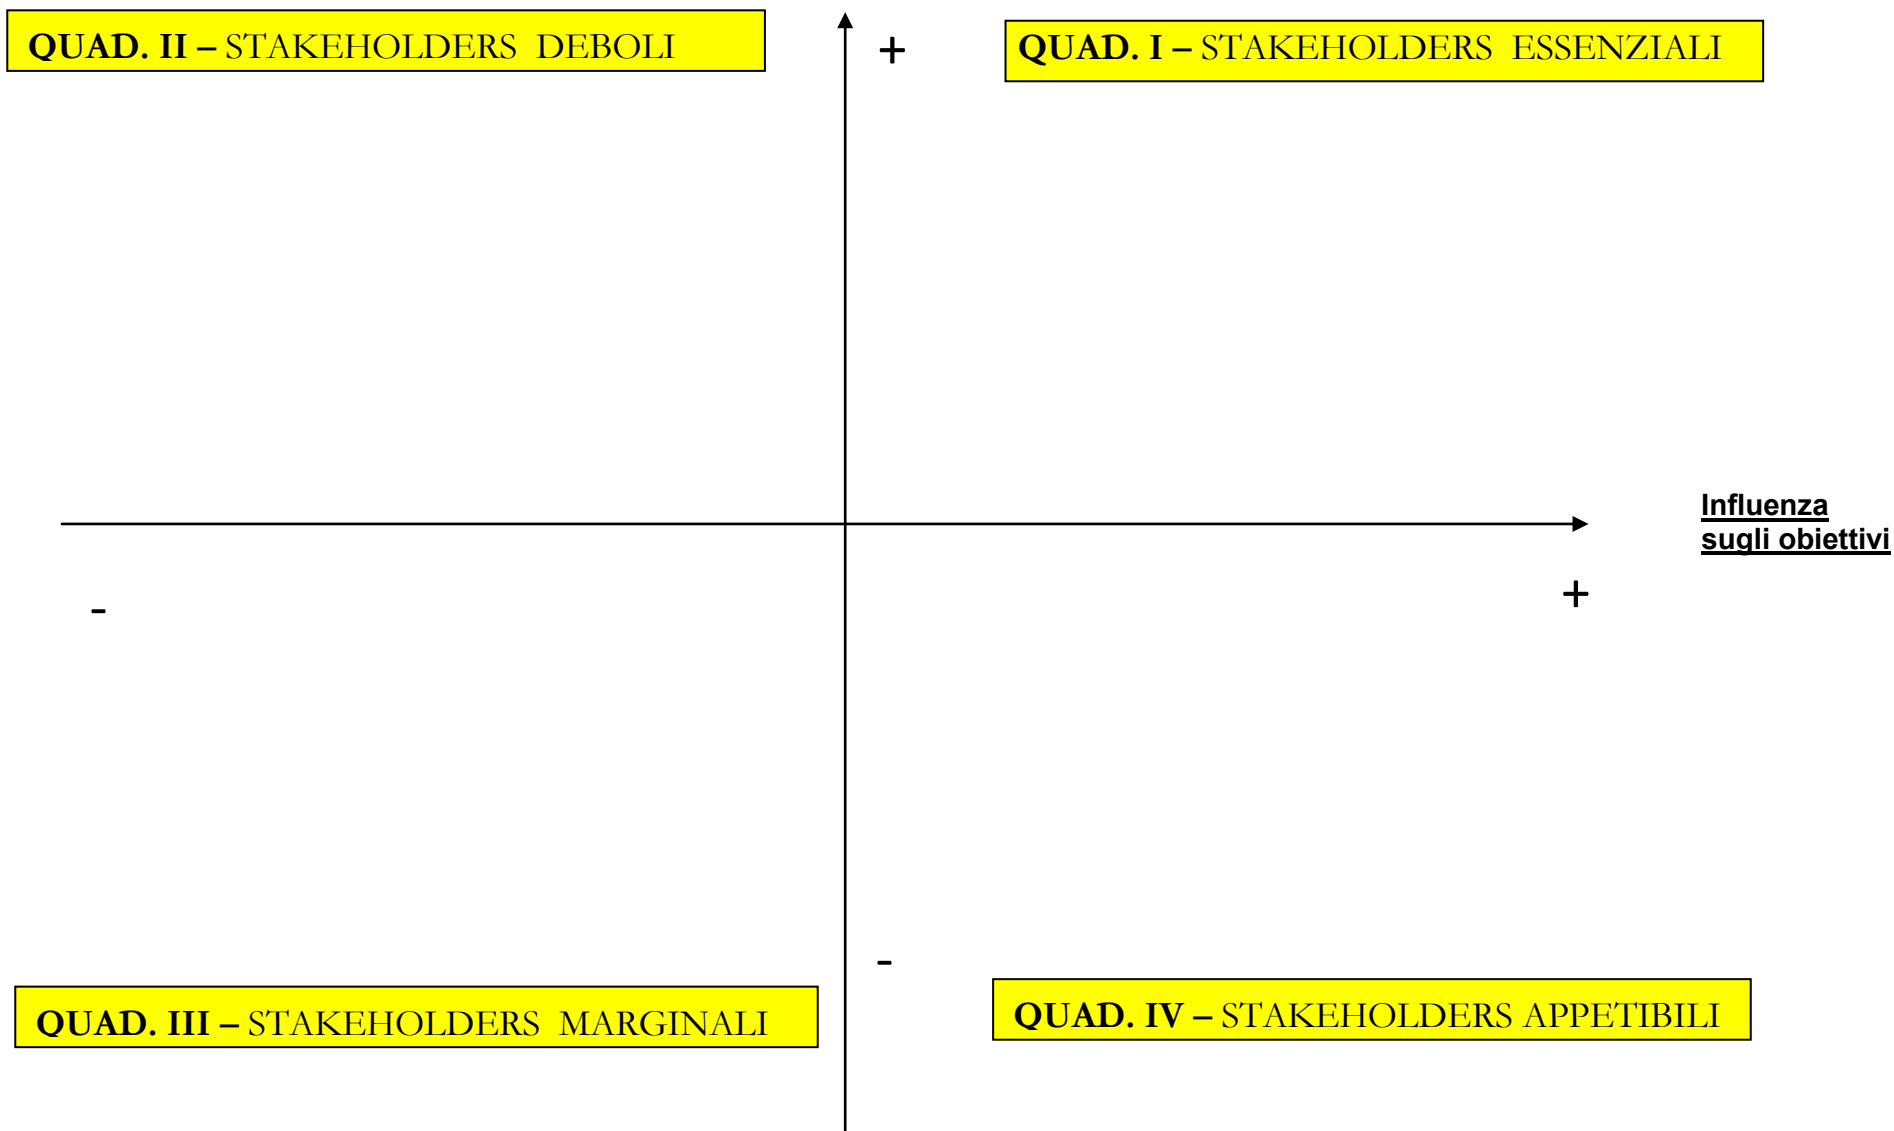 QUAD. II – STAKEHOLDERS DEBOLI
+
QUAD. I – STAKEHOLDERS ESSENZIALI
Influenza
sugli obiettivi
-
+
-
QUAD. III – STAKEHOLDERS MARGINALI
QUAD. IV – STAKEHOLDERS APPETIBILI